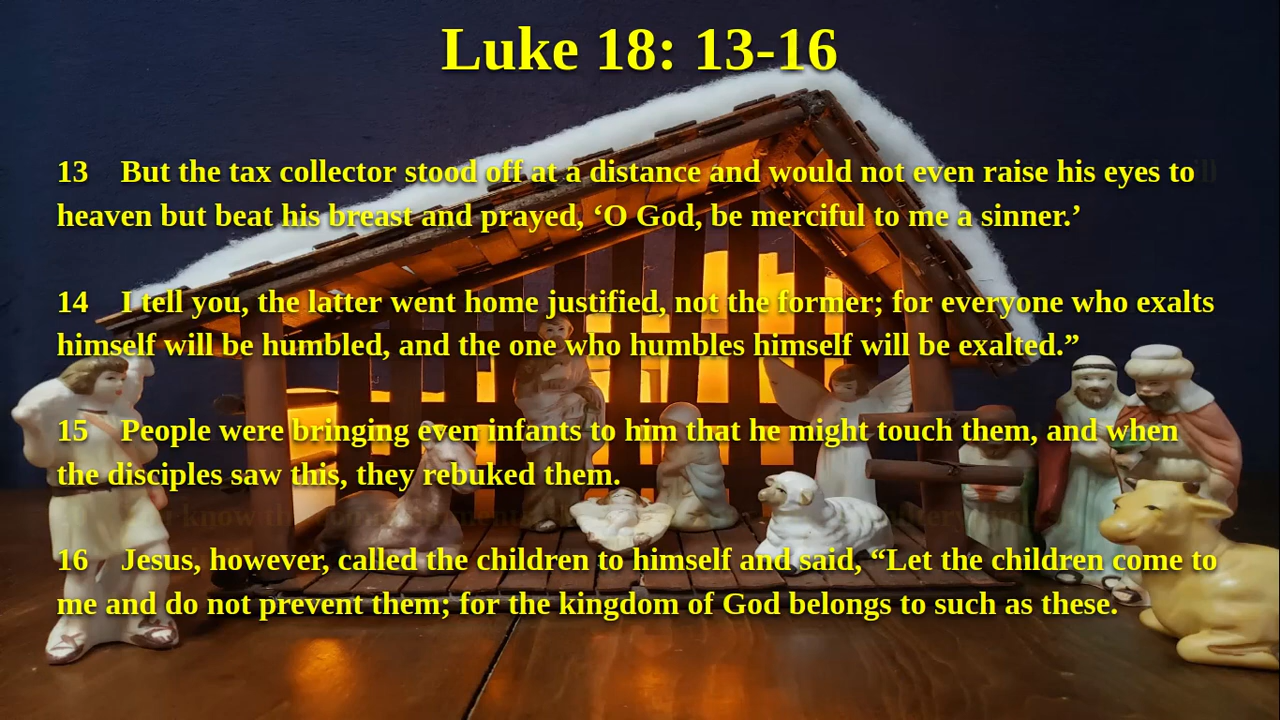 Luke 18: 13-16
13 But the tax collector stood off at a distance and would not even raise his eyes to
heaven but beat his breast and prayed, ‘O God, be merciful to me a sinner.’
14 I tell you, the latter went home justified, not the former; for everyone who exalts
himself will be humbled, and the one who humbles himself will be exalted.”
15 People were bringing even infants to him that he might touch them, and when
the disciples saw this, they rebuked them.
16 Jesus, however, called the children to himself and said, “Let the children come to
me and do not prevent them; for the kingdom of God belongs to such as these.